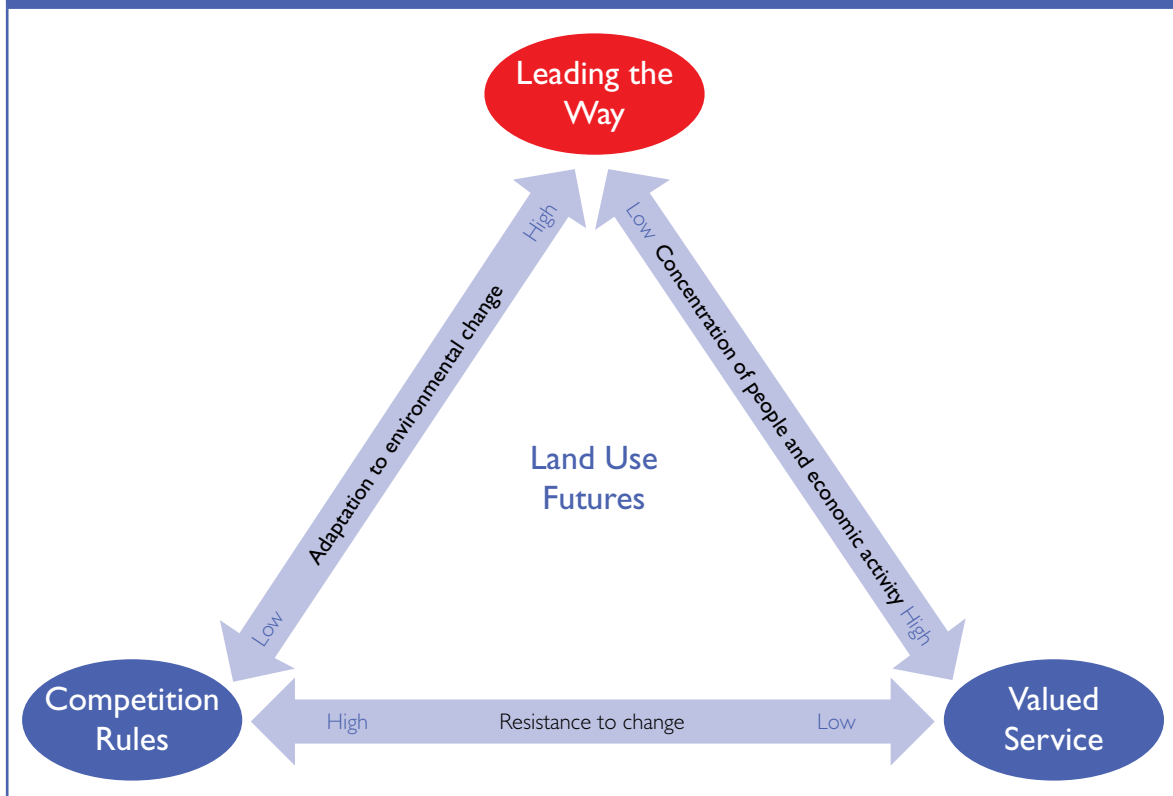 Leading the
Way
High
Adaptation to environmental change
Low
Low
Concentration of people and economic activity
High
Land Use
Futures
Competition
Rules
High
Resistance to change
Low
Valued
Service